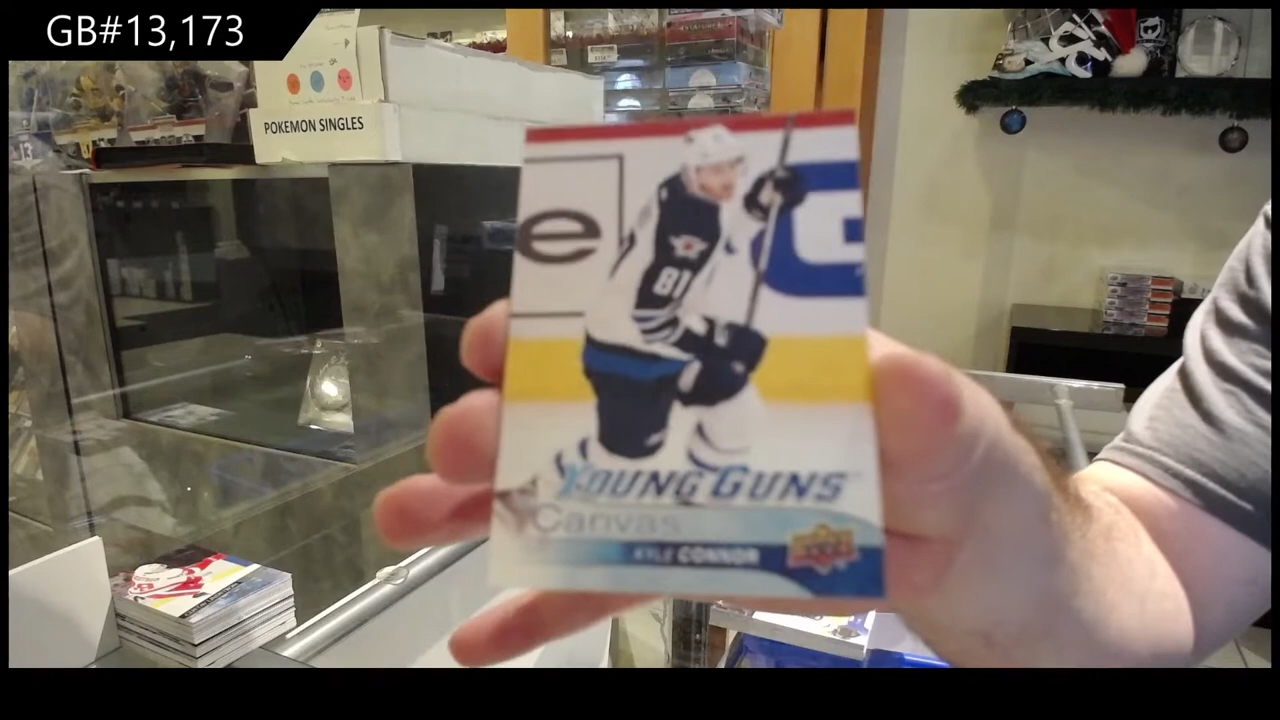 GB#13,173
POKEMON SINGLES
e
G
81
YOUNG GUNS
Canvas
KYLE CONNOR